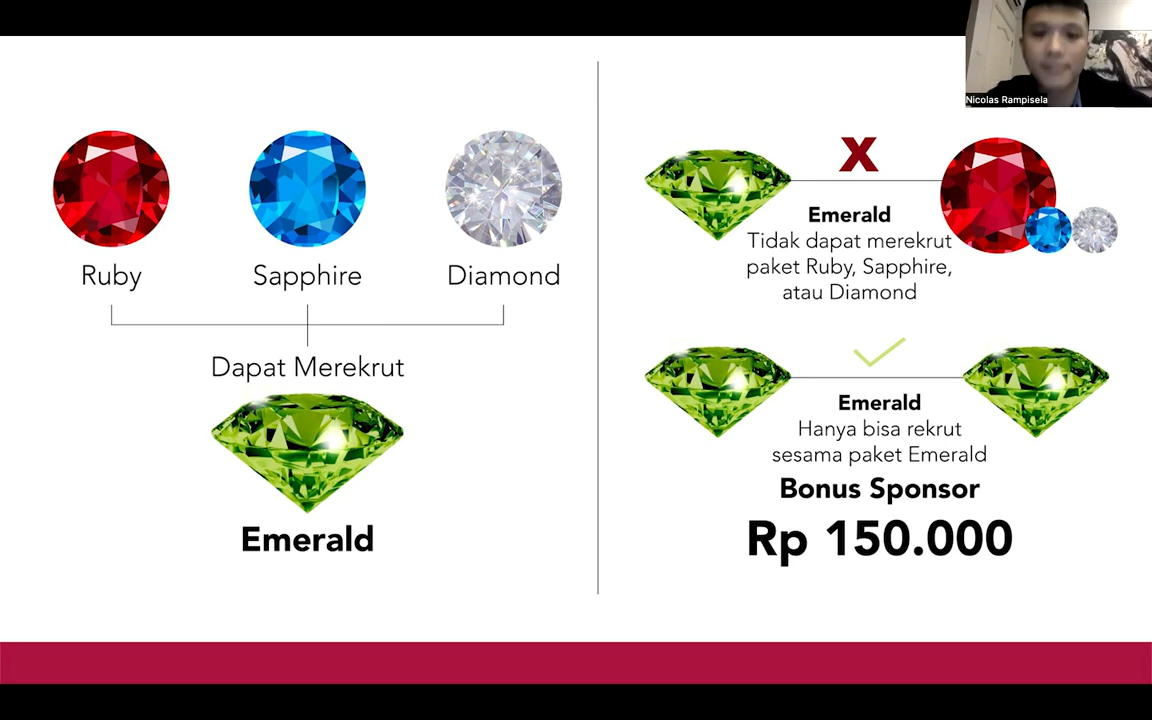 Nicolas Rampisela
Ruby
Sapphire
Diamond
Dapat Merekrut
Emerald
X
Emerald
Tidak dapat merekrut
paket Ruby, Sapphire,
atau Diamond
Emerald
Hanya bisa rekrut
sesama paket Emerald
Bonus Sponsor
Rp 150.000